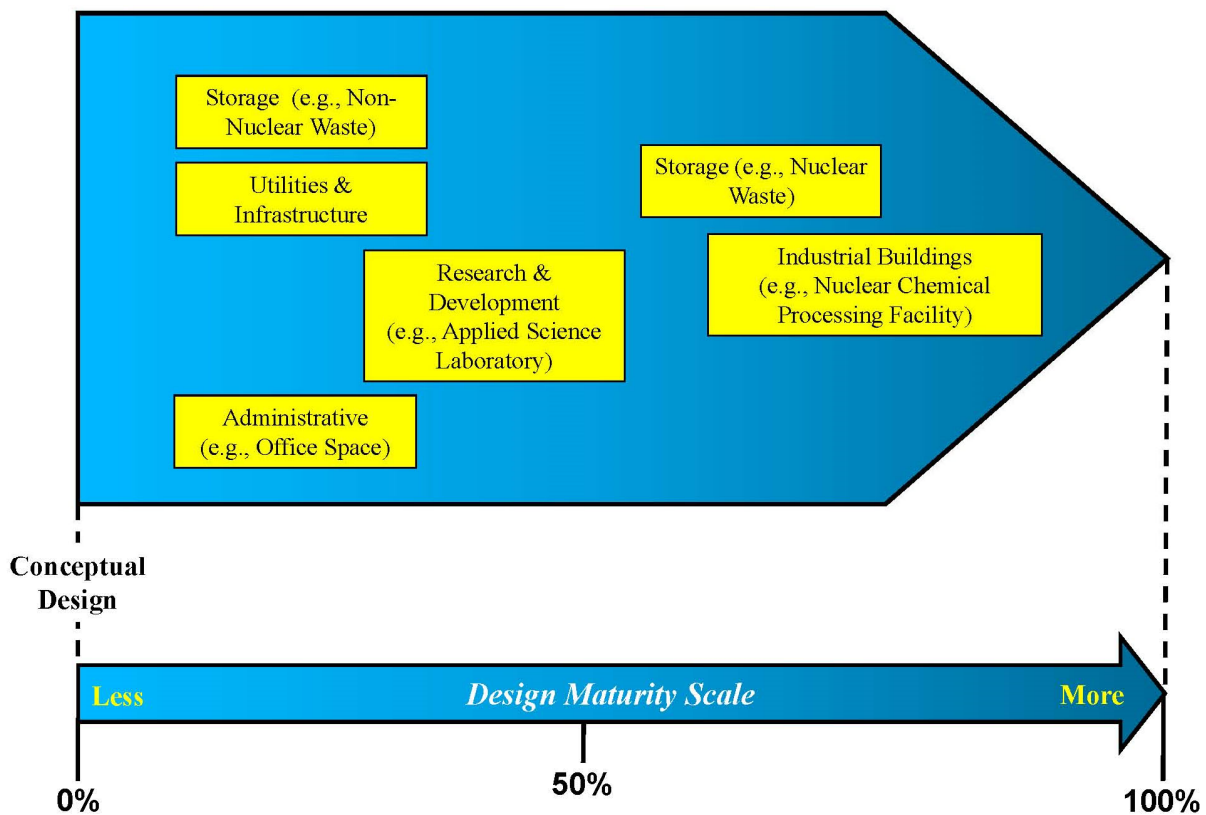 Storage (e.g., Non-
Nuclear Waste)
Utilities &
Infrastructure
Storage (e.g., Nuclear
Waste)
Research &
Development
(e.g., Applied Science
Laboratory)
Industrial Buildings
(e.g., Nuclear Chemical
Processing Facility)
Administrative
(e.g., Office Space)
Conceptual
Design
Less
Design Maturity Scale
More
0%
50%
100%